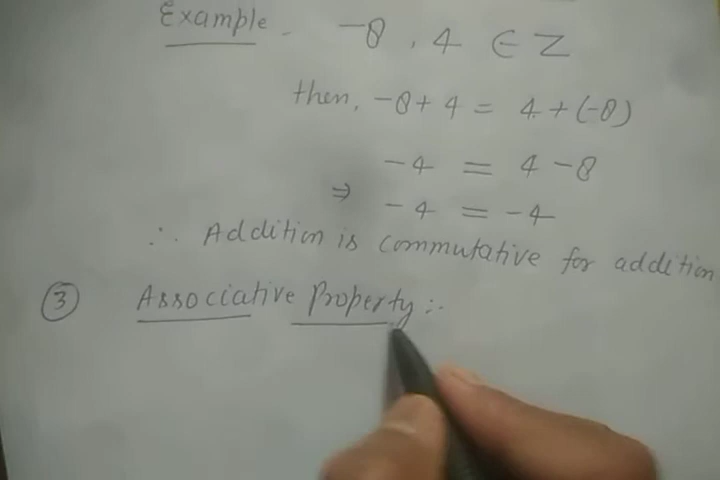 Example - -8 , 4 ∈ Z
then, -8 + 4 = 4 + (-8)
-4 = 4 - 8
⇒ -4 = -4
∴ Addition is commutative for addition
③ Associative Property :-